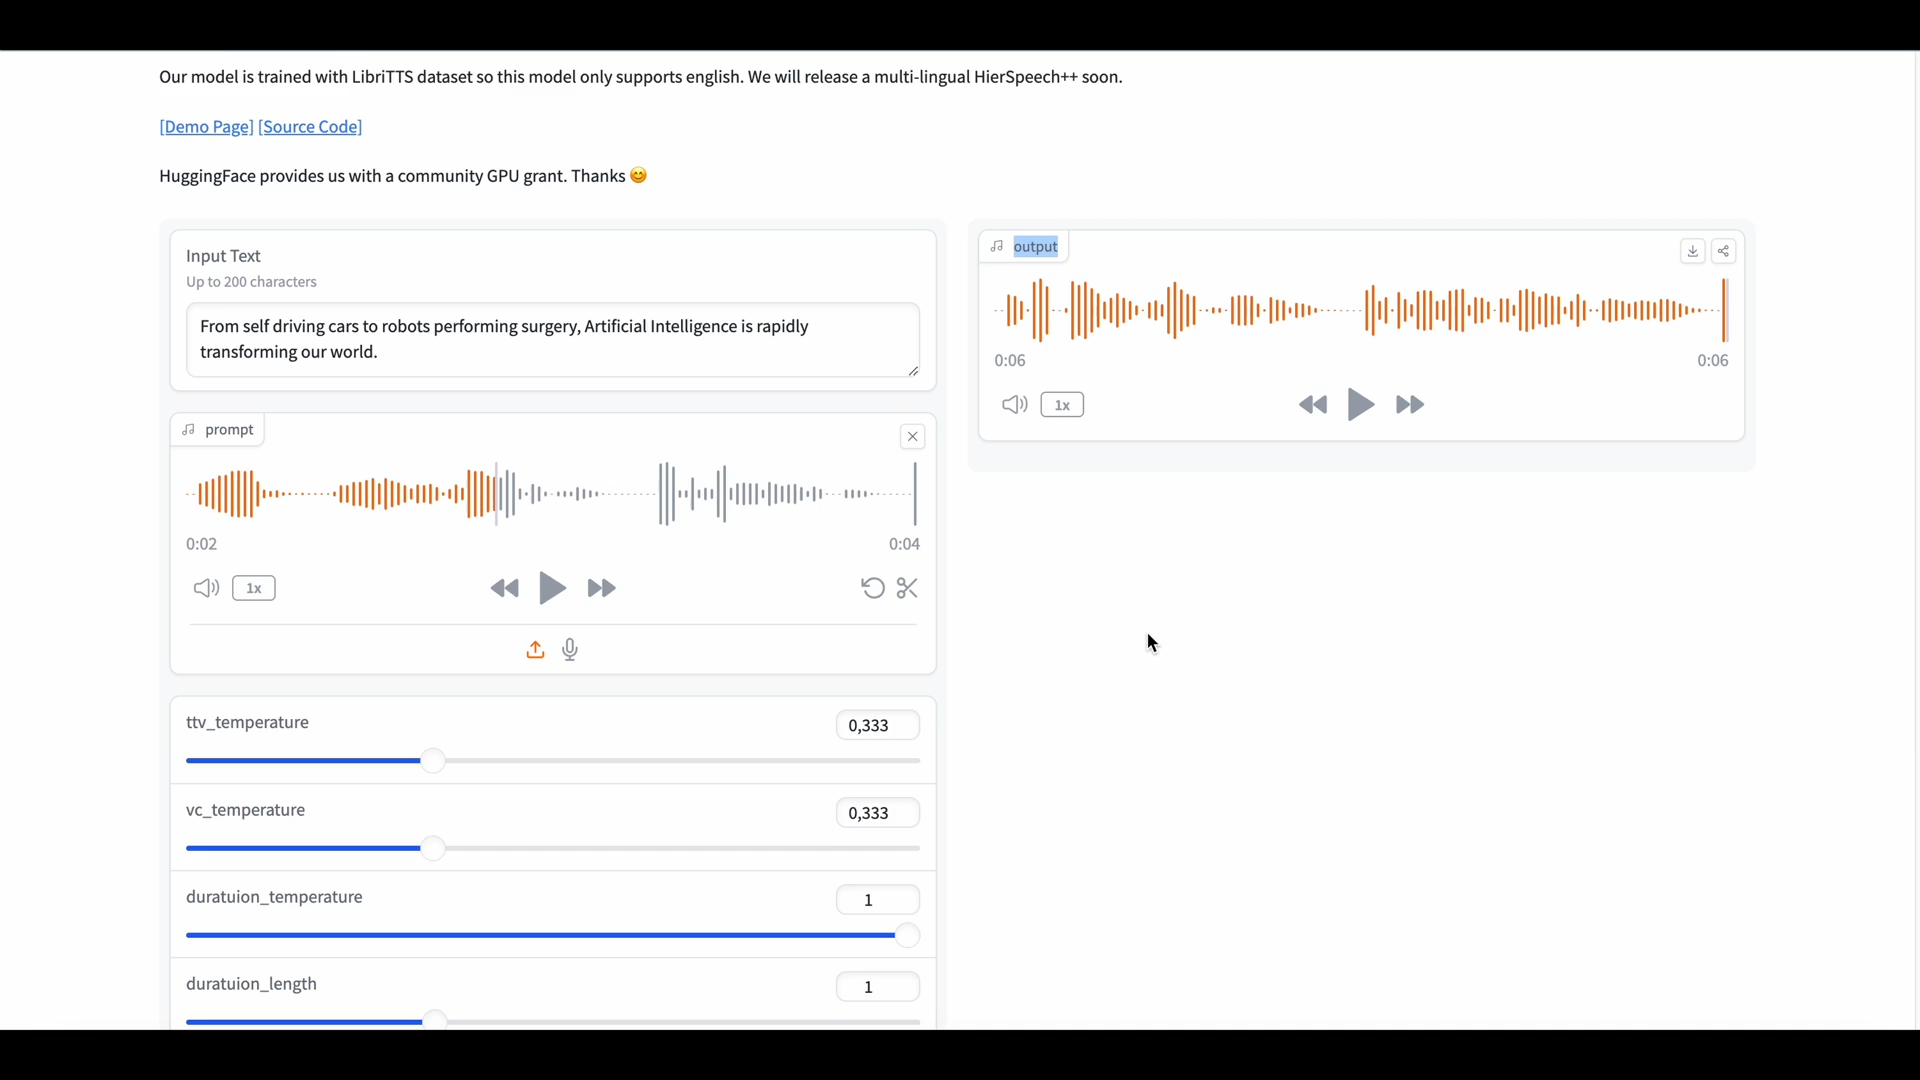 Our model is trained with LibriTTS dataset so this model only supports english. We will release a multi-lingual HierSpeech++ soon.
[Demo Page] [Source Code]
HuggingFace provides us with a community GPU grant. Thanks 😊
Input Text
Up to 200 characters
From self driving cars to robots performing surgery, Artificial Intelligence is rapidly
transforming our world.
prompt
0:02
0:04
1x
ttv_temperature
0,333
vc_temperature
0,333
duratuion_temperature
1
duratuion_length
1
output
0:06
0:06
1x